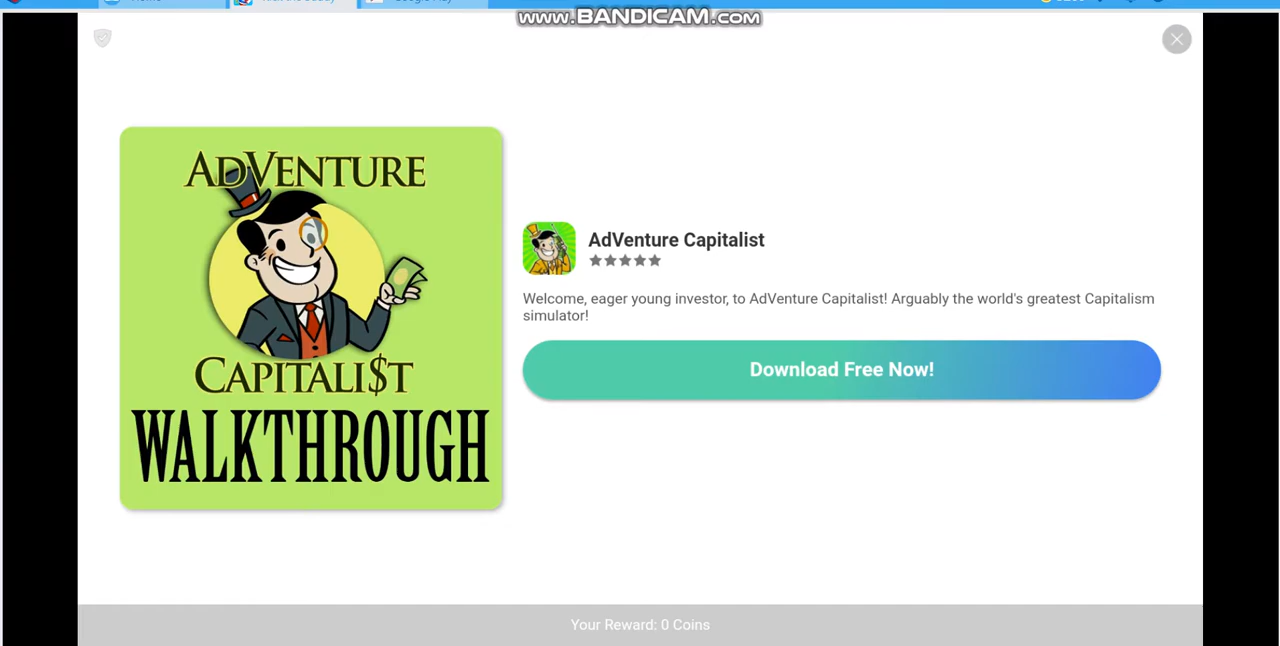 www.BANDICAM.com
ADVENTURE
CAPITALI$T
WALKTHROUGH
AdVenture Capitalist
Welcome, eager young investor, to AdVenture Capitalist! Arguably the world's greatest Capitalism
simulator!
Download Free Now!
Your Reward: 0 Coins